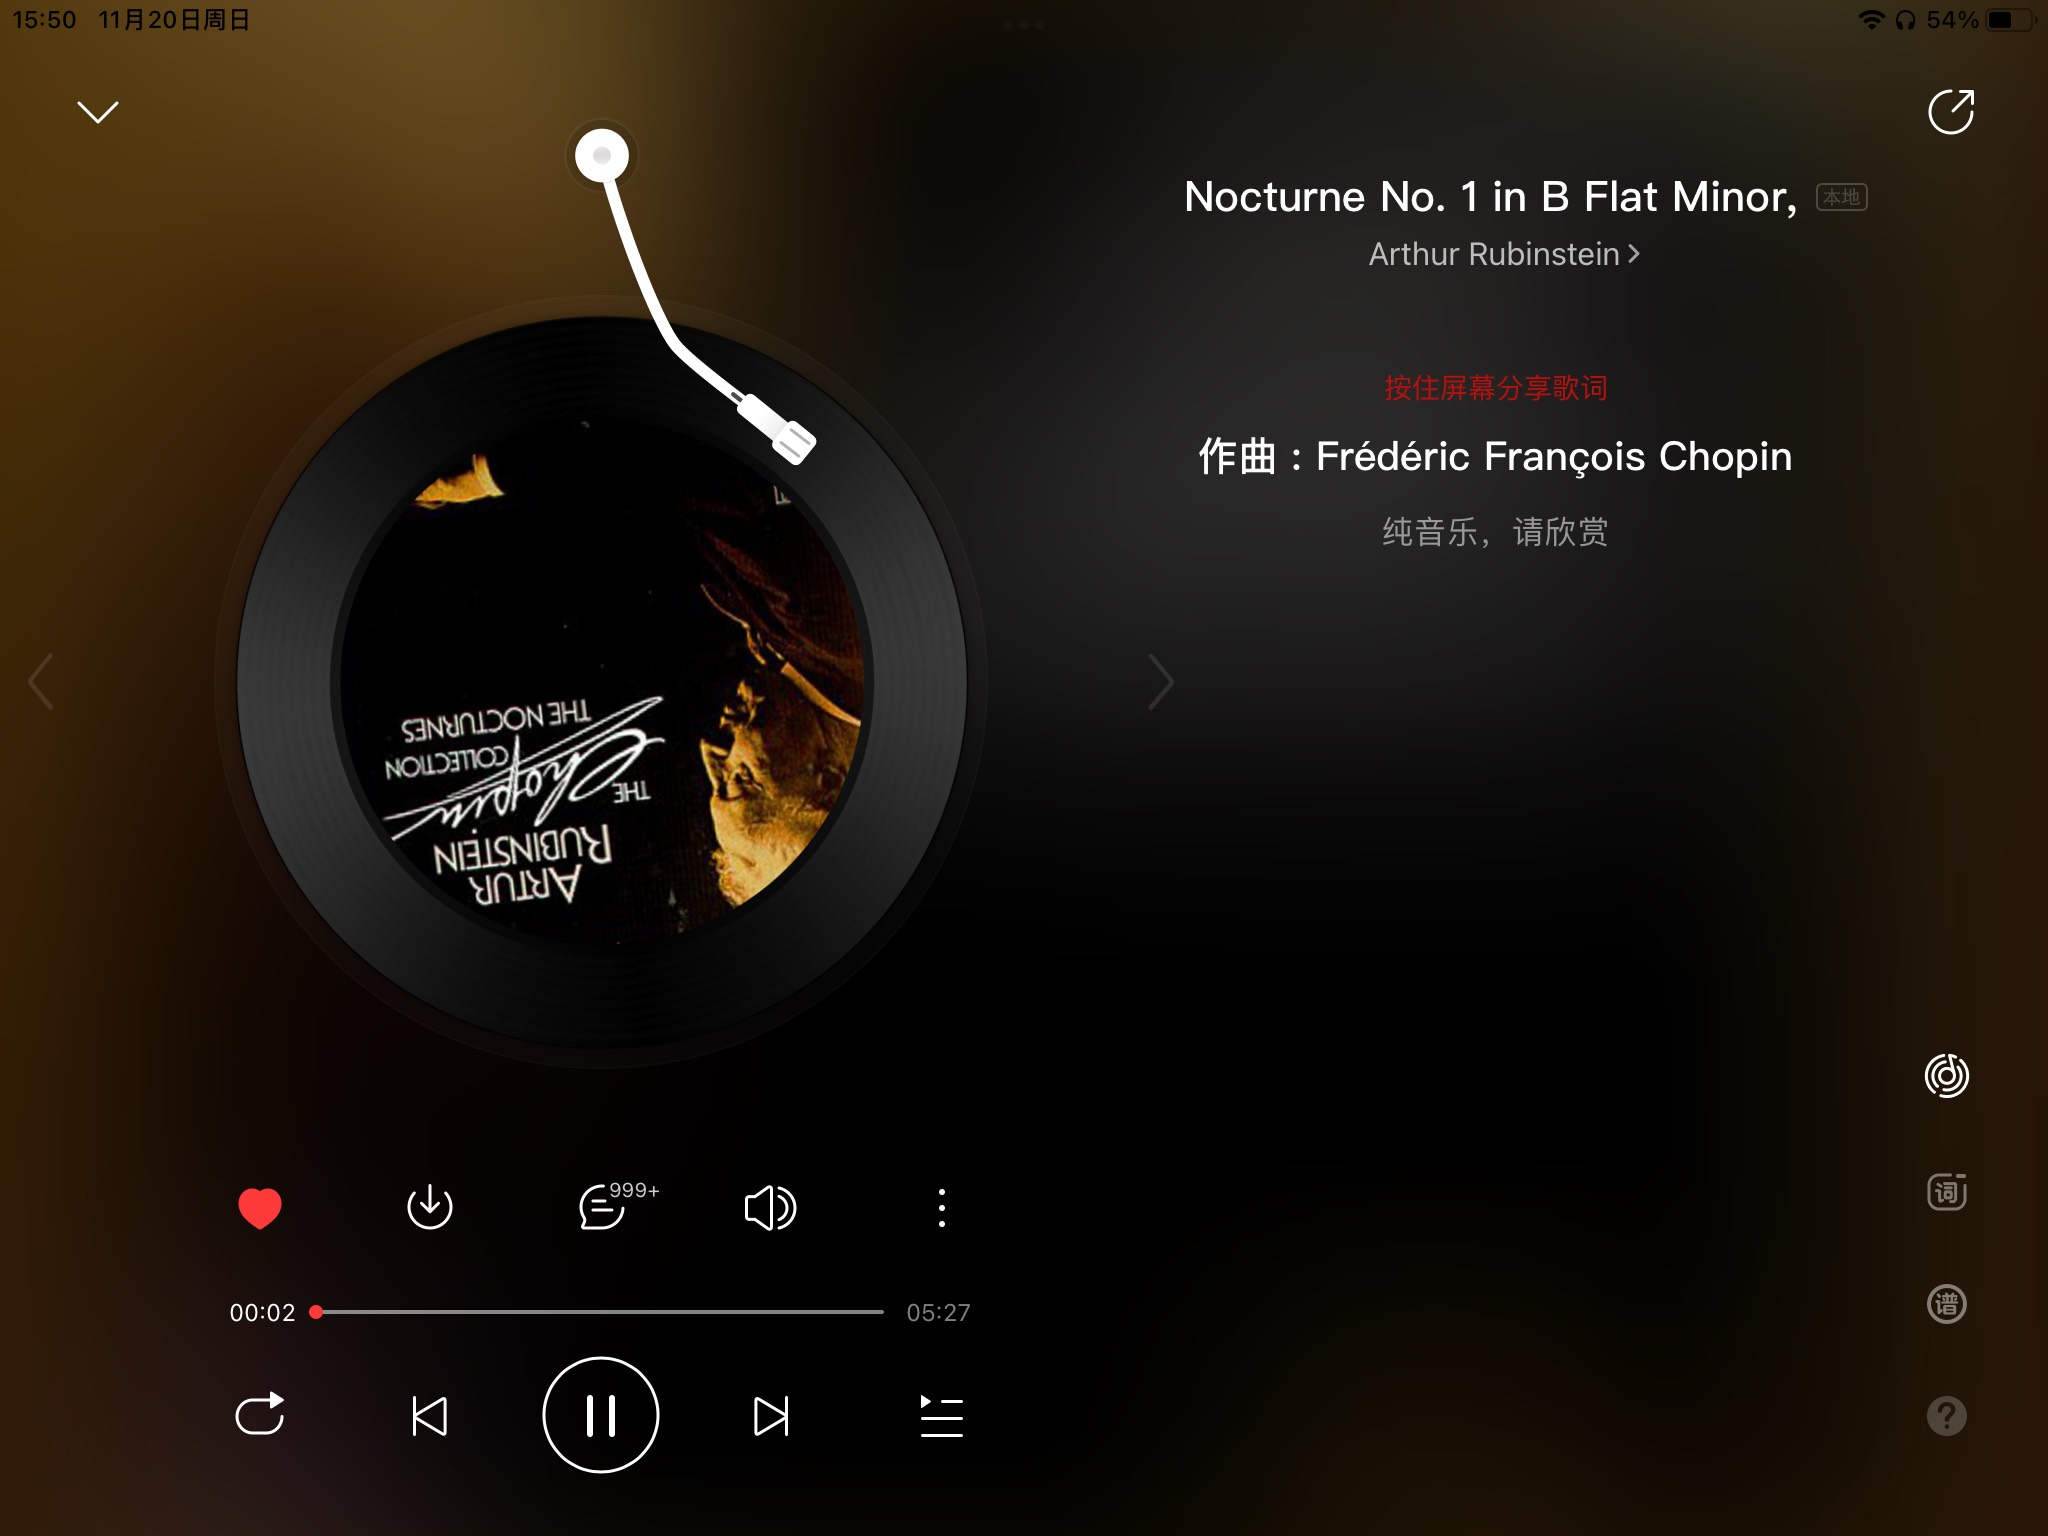 15:50 11月20日周日
54%
Nocturne No. 1 in B Flat Minor, 本地
Arthur Rubinstein
按住屏幕分享歌词
作曲：Frédéric François Chopin
纯音乐，请欣赏
ARTUR
RUBINSTEIN
THE Chopin
COLLECTION
THE NOCTURNES
999+
00:02 05:27
词
谱